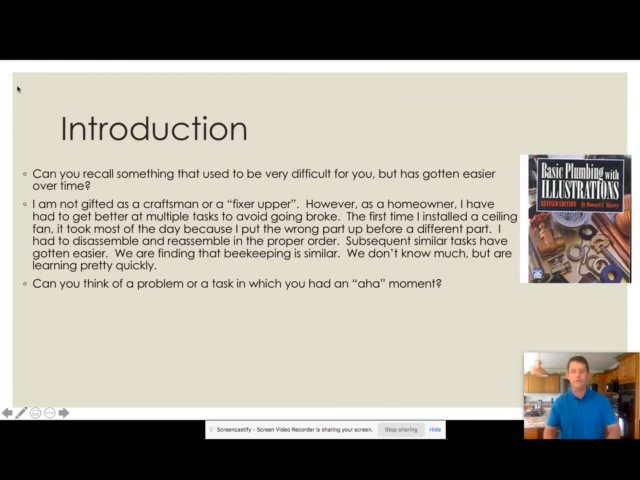 Introduction
Can you recall something that used to be very difficult for you, but has gotten easier
over time?
I am not gifted as a craftsman or a “fixer upper”.  However, as a homeowner, I have
had to get better at multiple tasks to avoid going broke.  The first time I installed a ceiling
fan, it took most of the day because I put the wrong part up before a different part.  I
had to disassemble and reassemble in the proper order.  Subsequent similar tasks have
gotten easier.  We are finding that beekeeping is similar.  We don’t know much, but are
learning pretty quickly.
Can you think of a problem or a task in which you had an “aha” moment?
Basic Plumbing with
ILLUSTRATIONS
REVISED EDITION by Howard C. Massey
Screencastify - Screen Video Recorder is sharing your screen.
Stop sharing
Hide